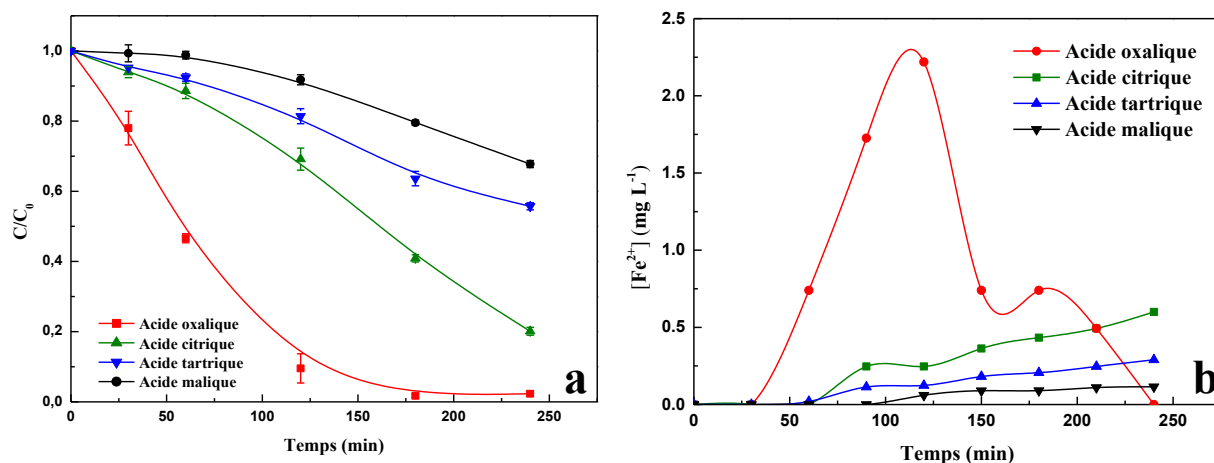 1,0
0,8
0,6
0,4
0,2
0,0
C/C0
0 50 100 150 200 250
Temps (min)
Acide oxalique
Acide citrique
Acide tartrique
Acide malique
a
2.5
2.0
1.5
1.0
0.5
0.0
[Fe2+] (mg L-1)
0 50 100 150 200 250
Temps (min)
Acide oxalique
Acide citrique
Acide tartrique
Acide malique
b